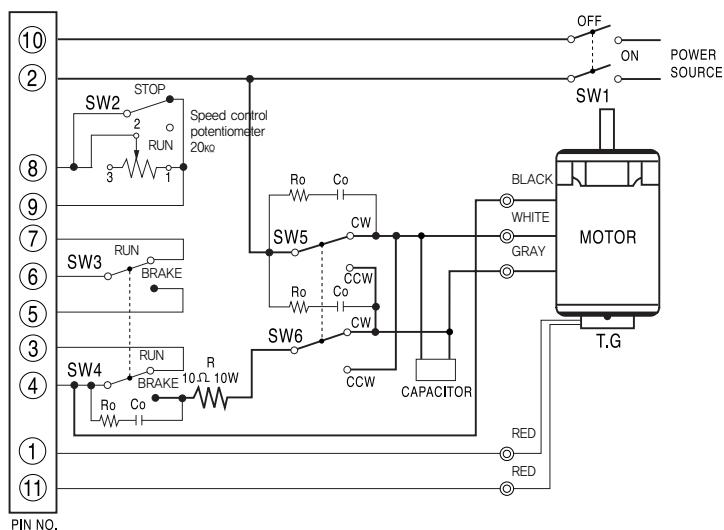 OFF
10
ON
POWER
SOURCE
2
SW1
STOP
SW2
Speed control
potentiometer
20KΩ
2
RUN
8
3
1
BLACK
9
Ro
Co
WHITE
MOTOR
7
SW5
CW
RUN
GRAY
SW3
BRAKE
6
CCW
Ro
Co
5
CW
T.G
3
SW6
RUN
R
SW4
10Ω 10W
4
BRAKE
CCW
CAPACITOR
Ro
Co
RED
1
RED
11
PIN NO.